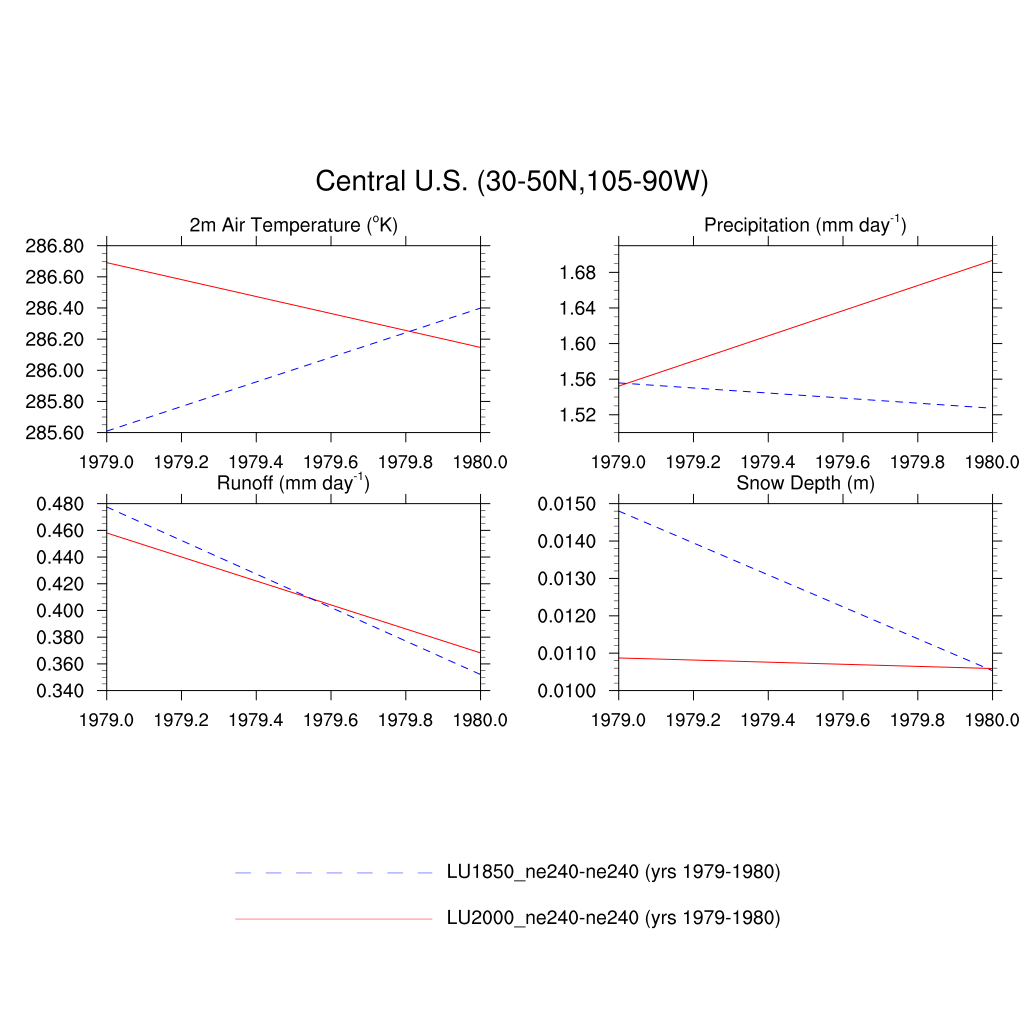 Central U.S. (30-50N,105-90W)
2m Air Temperature (°K)
286.80
286.60
286.40
286.20
286.00
285.80
285.60
1979.0 1979.2 1979.4 1979.6 1979.8 1980.0
Precipitation (mm day⁻¹)
1.68
1.64
1.60
1.56
1.52
1979.0 1979.2 1979.4 1979.6 1979.8 1980.0
Runoff (mm day⁻¹)
0.480
0.460
0.440
0.420
0.400
0.380
0.360
0.340
1979.0 1979.2 1979.4 1979.6 1979.8 1980.0
Snow Depth (m)
0.0150
0.0140
0.0130
0.0120
0.0110
0.0100
1979.0 1979.2 1979.4 1979.6 1979.8 1980.0
LU1850_ne240-ne240 (yrs 1979-1980)
LU2000_ne240-ne240 (yrs 1979-1980)